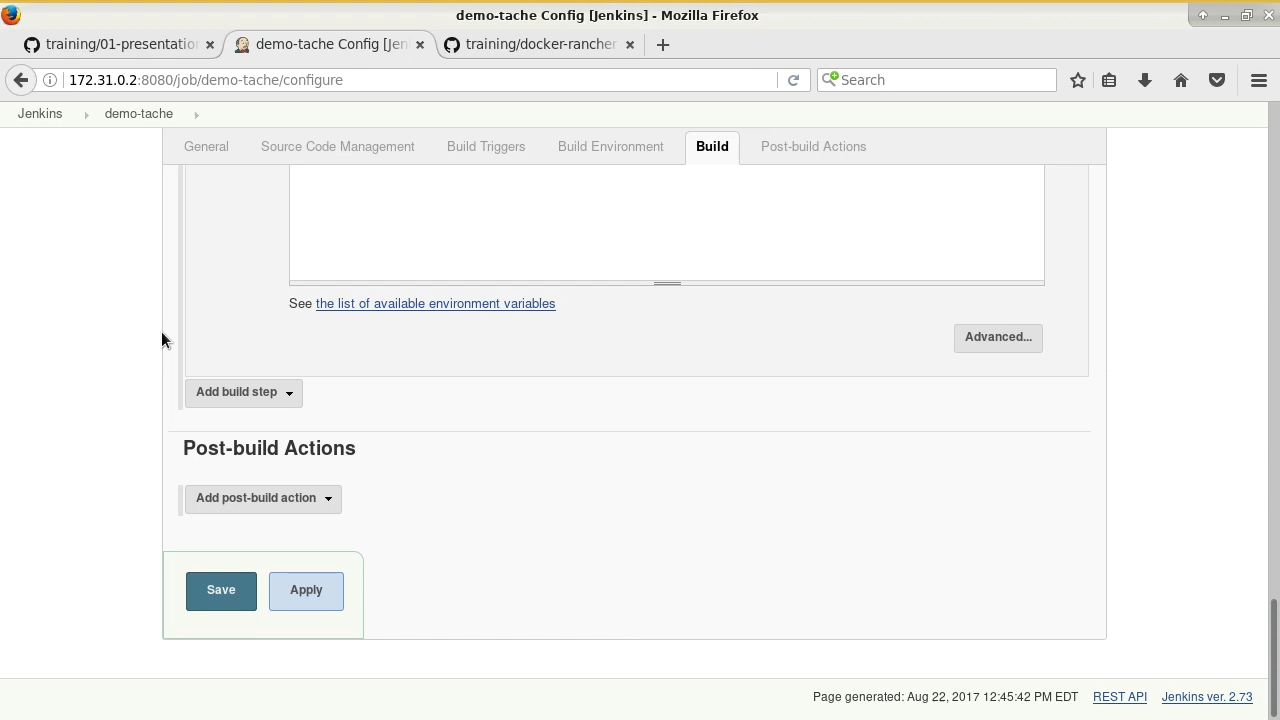 demo-tache Config [Jenkins] - Mozilla Firefox
training/01-presentatio
demo-tache Config [Jen
training/docker-rancher
172.31.0.2:8080/job/demo-tache/configure
Search
Jenkins
demo-tache
General
Source Code Management
Build Triggers
Build Environment
Build
Post-build Actions
See the list of available environment variables
Advanced...
Add build step
Post-build Actions
Add post-build action
Save
Apply
Page generated: Aug 22, 2017 12:45:42 PM EDT
REST API
Jenkins ver. 2.73